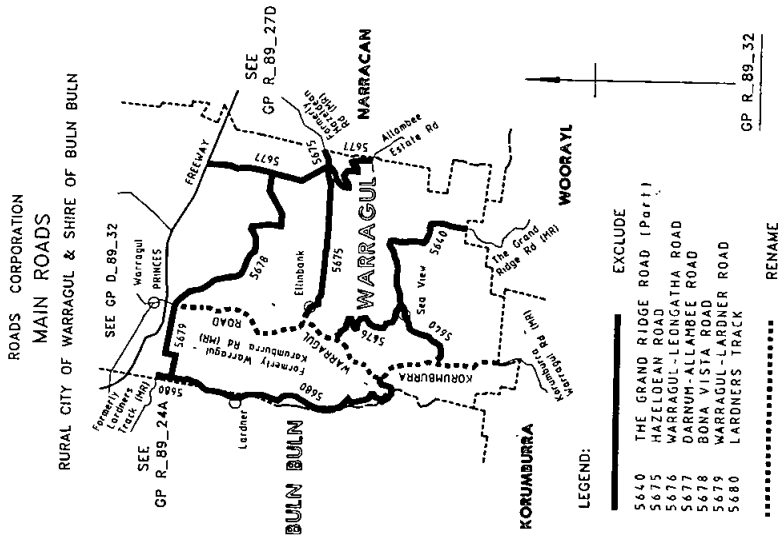 ROADS CORPORATION
MAIN ROADS
RURAL CITY OF WARRAGUL & SHIRE OF BULN BULN
SEE GP D_89_32
SEE
GP R_89_27D
Formerly
Lardners
Track (MR)
Warragul
PRINCES
FREEWAY
SEE
GP R_89_24A
5680
5679
5678
5677
5675
Formerly
Hazeldean
Rd (MR)
NARRACAN
Lardner
ROAD
Formerly Warragul
Korumburra Rd (MR)
Ellinbank
5675
5677
Allambee
Estate Rd
BULN BULN
5680
WARRAGUL
WARRAGUL
5676
Sea View
5640
5640
The Grand
Ridge Rd (MR)
KORUMBURRA
Korumburra
Warragul Rd (MR)
WOORAYL
KORUMBURRA
LEGEND:
EXCLUDE
5640 THE GRAND RIDGE ROAD (Part)
5675 HAZELDEAN ROAD
5676 WARRAGUL-LEONGATHA ROAD
5677 DARNUM-ALLAMBEE ROAD
5678 BONA VISTA ROAD
5679 WARRAGUL-LARDNER ROAD
5680 LARDNERS TRACK
RENAME
GP R_89_32